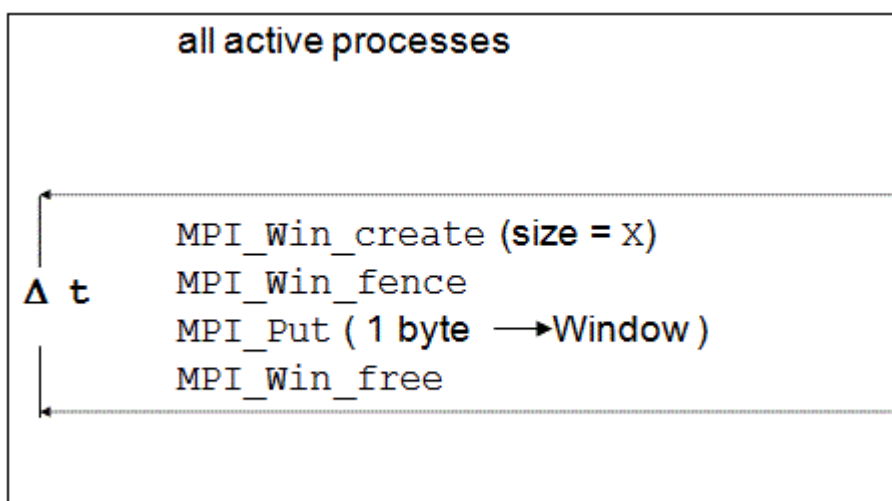 all active processes
MPI_Win_create (size = X)
MPI_Win_fence
Δ t
MPI_Put ( 1 byte → Window )
MPI_Win_free